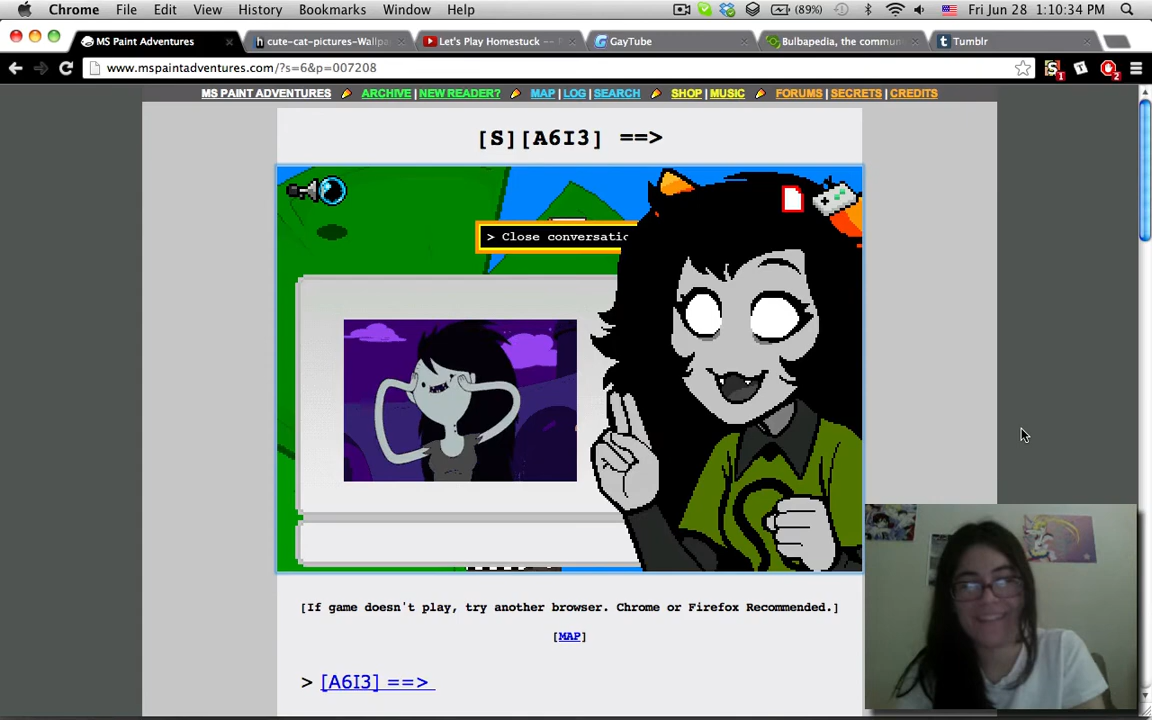 Chrome File Edit View History Bookmarks Window Help (89%) Fri Jun 28 1:10:34 PM
MS Paint Adventures cute-cat-pictures-Wallpa Let's Play Homestuck -- GayTube Bulbapedia, the commun Tumblr
www.mspaintadventures.com/?s=6&p=007208
MS PAINT ADVENTURES ARCHIVE | NEW READER? MAP | LOG | SEARCH SHOP | MUSIC FORUMS | SECRETS | CREDITS
[S][A6I3] ==>
> Close conversatio
[If game doesn't play, try another browser. Chrome or Firefox Recommended.]
[MAP]
> [A6I3] ==>